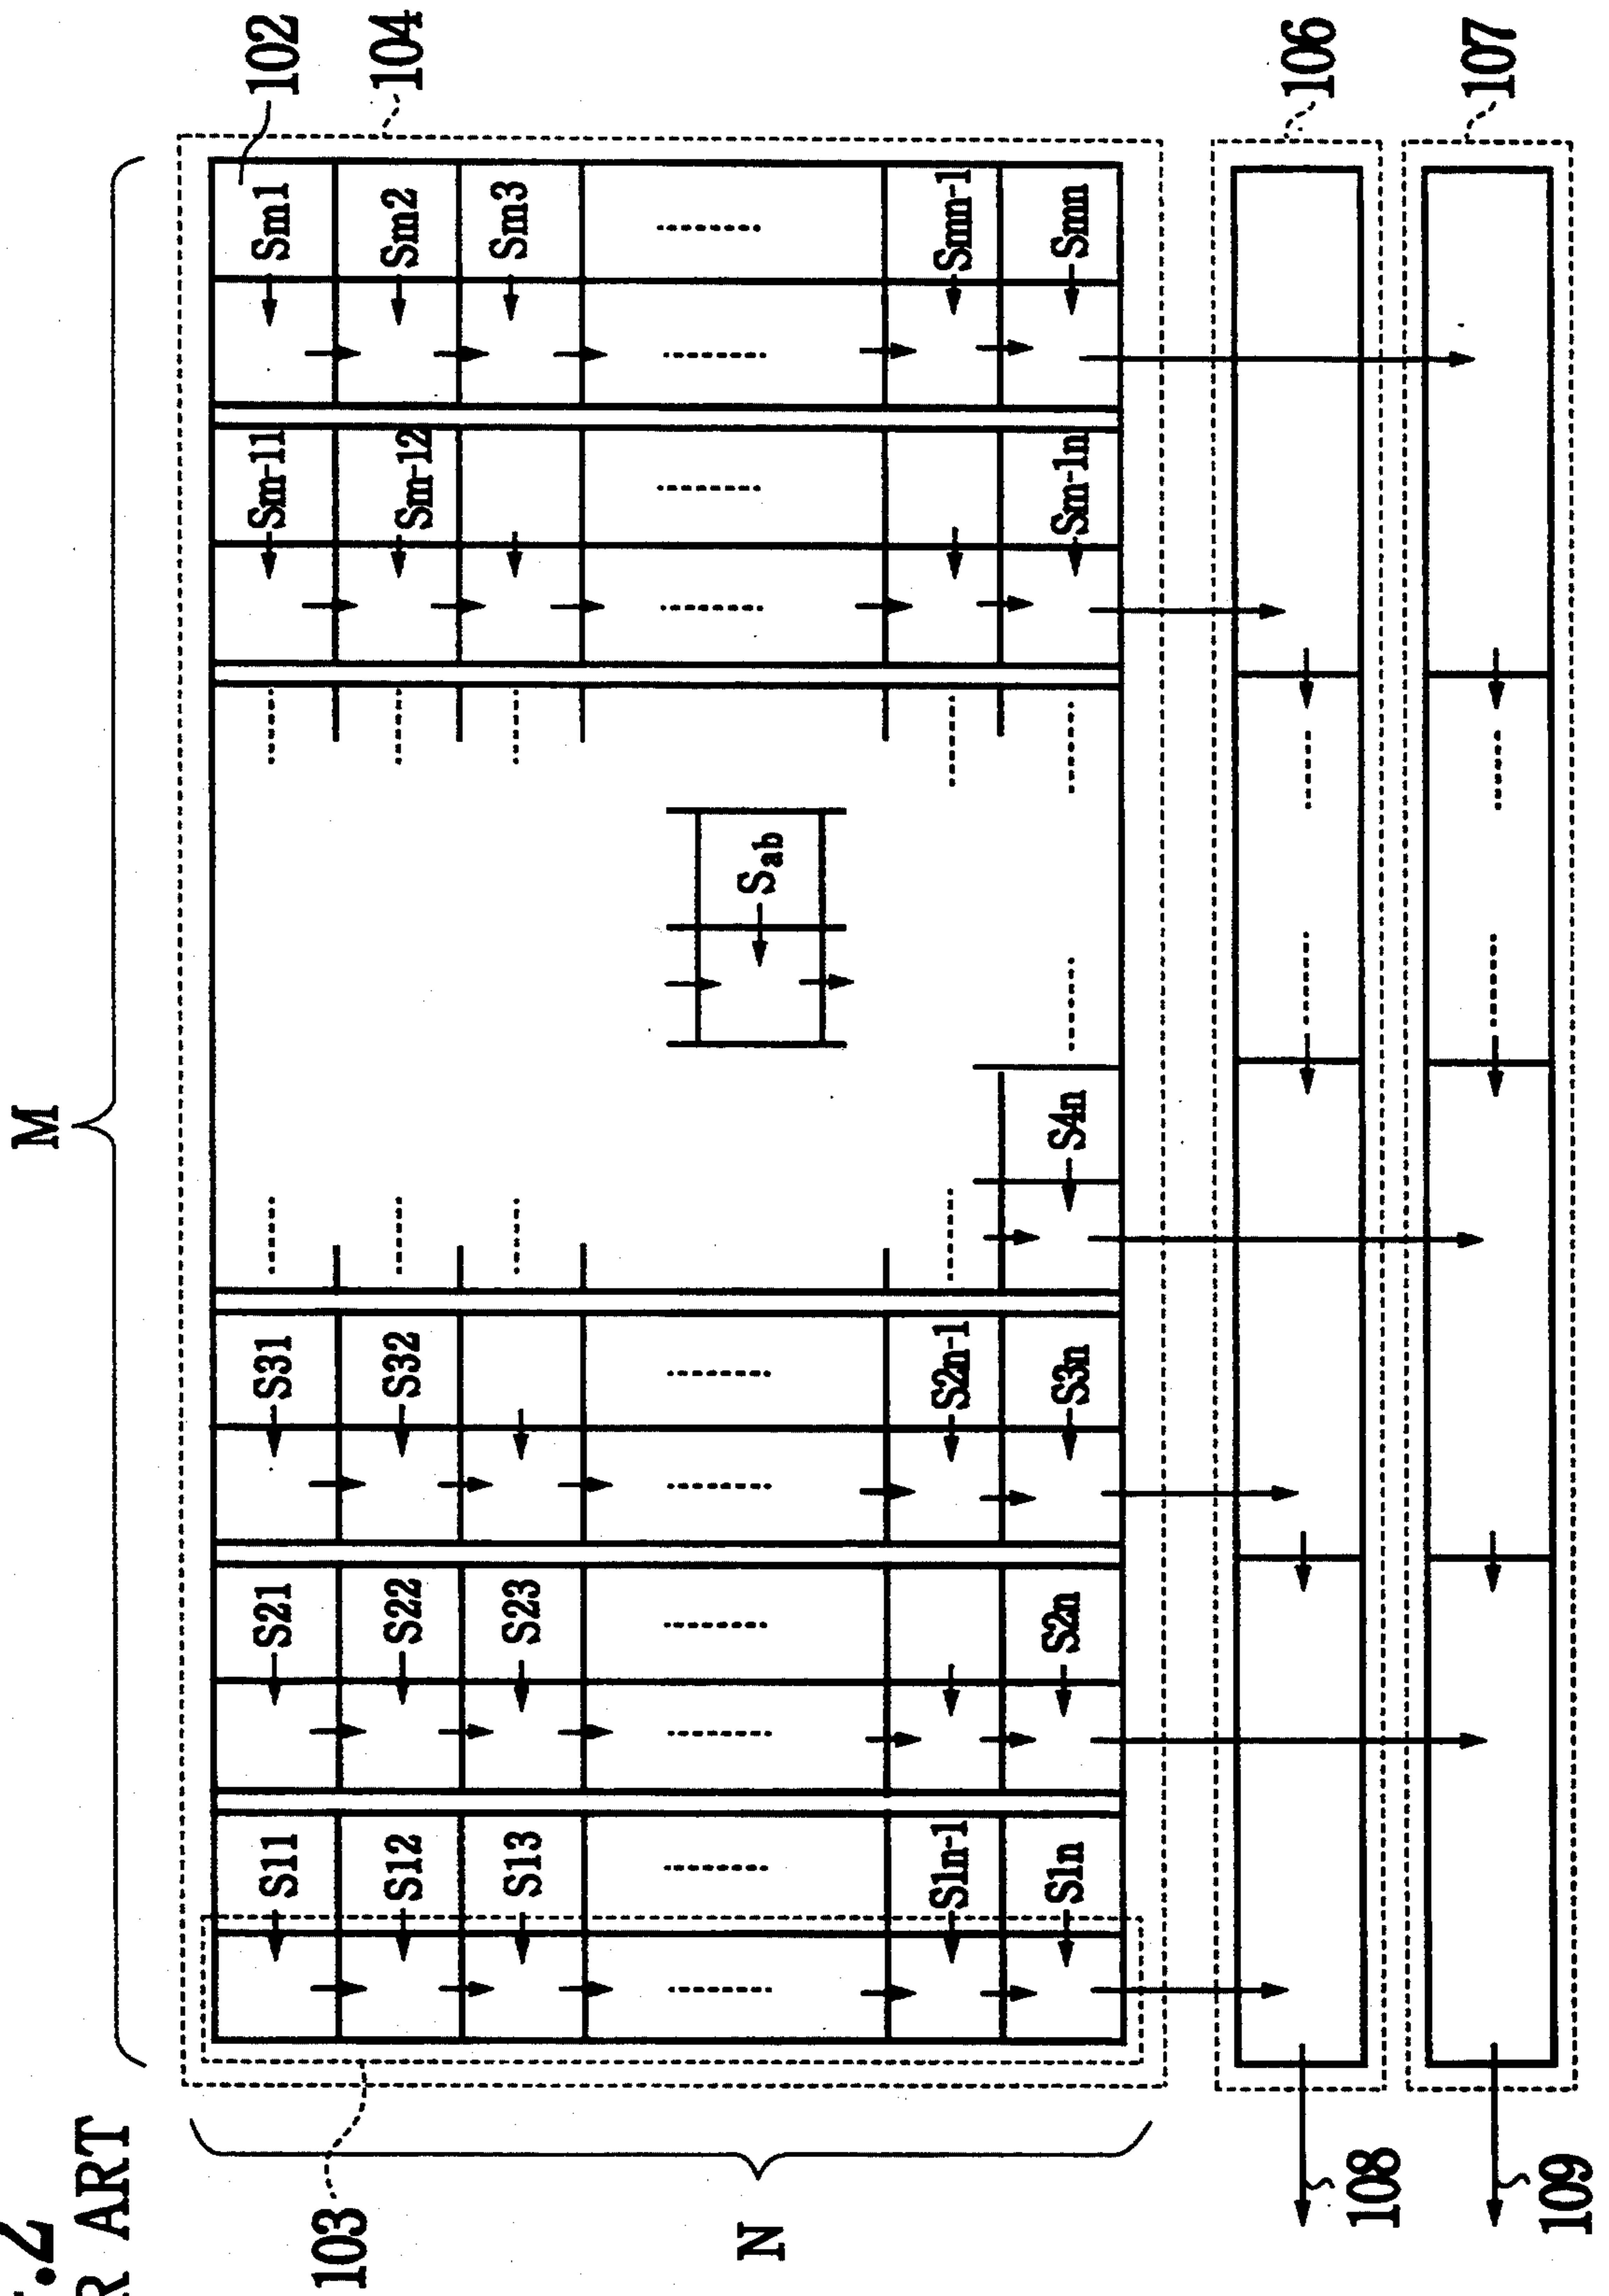 .2
R ART
M
102
S11 S21 S31 Sm-11 Sm1
103
104
S12 S22 S32 Sm-12 Sm2
S13 S23 Sm3
Sab
N
S1n-1 S2n-1 Smn-1
S1n S2n S3n S4n Sm-1n Smn
106
108
107
109